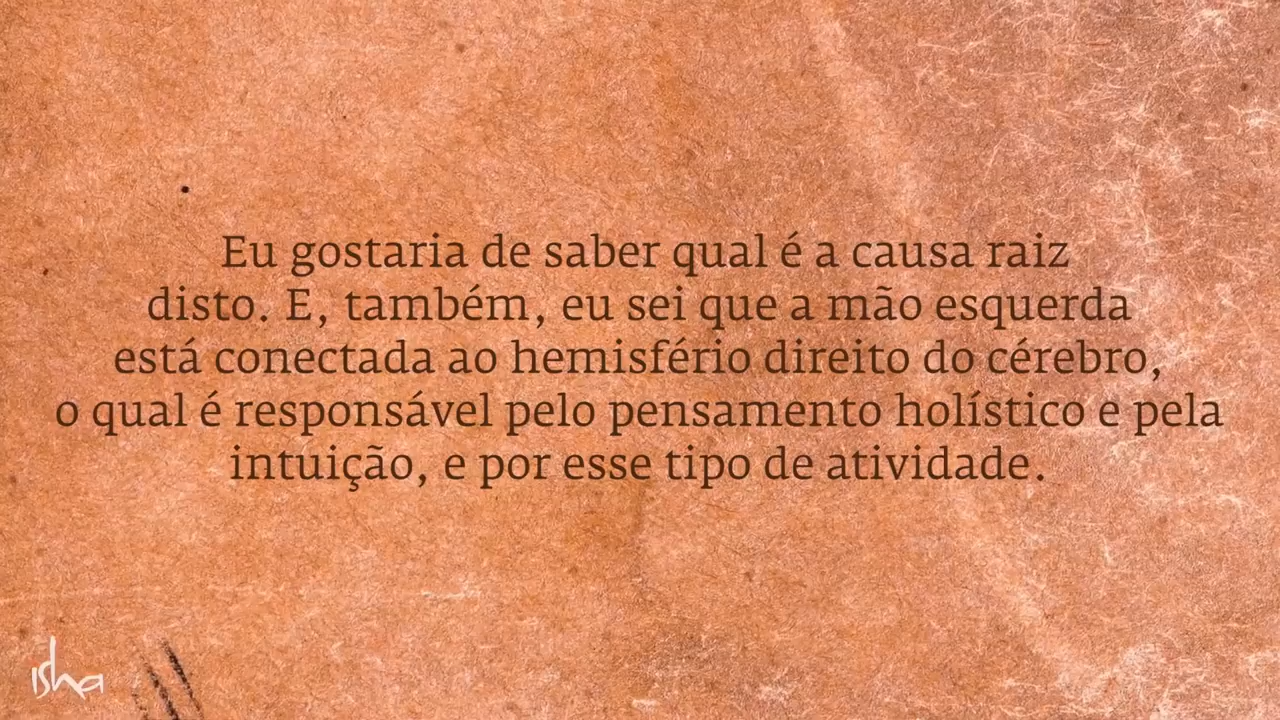 Eu gostaria de saber qual é a causa raiz
disto. E, também, eu sei que a mão esquerda
está conectada ao hemisfério direito do cérebro,
o qual é responsável pelo pensamento holístico e pela
intuição, e por esse tipo de atividade.
isha